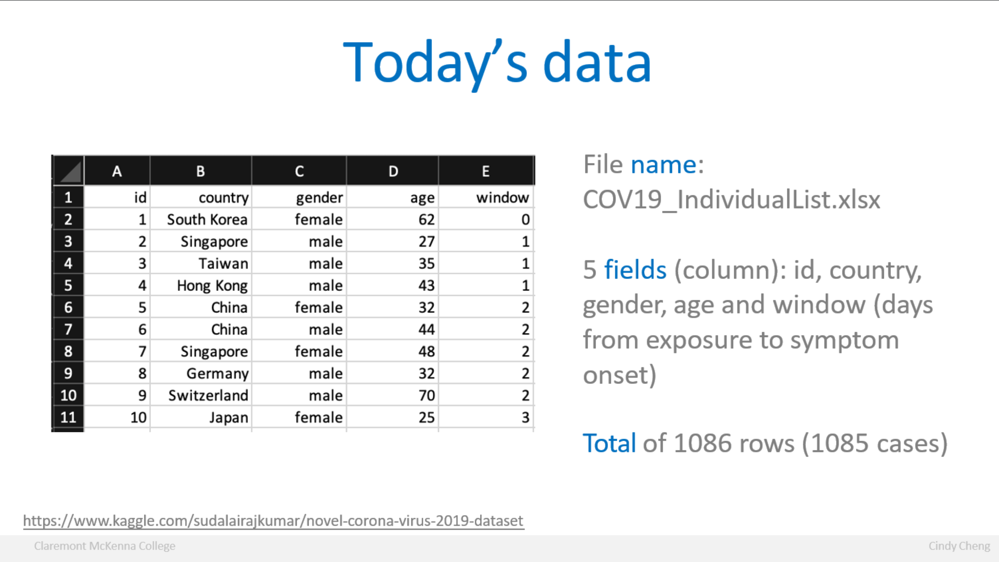 Today's data
A B C D E
1 id country gender age window
2 1 South Korea female 62 0
3 2 Singapore male 27 1
4 3 Taiwan male 35 1
5 4 Hong Kong male 43 1
6 5 China female 32 2
7 6 China male 44 2
8 7 Singapore female 48 2
9 8 Germany male 32 2
10 9 Switzerland male 70 2
11 10 Japan female 25 3
File name:
COV19_IndividualList.xlsx
5 fields (column): id, country,
gender, age and window (days
from exposure to symptom
onset)
Total of 1086 rows (1085 cases)
https://www.kaggle.com/sudalairajkumar/novel-corona-virus-2019-dataset
Claremont McKenna College
Cindy Cheng